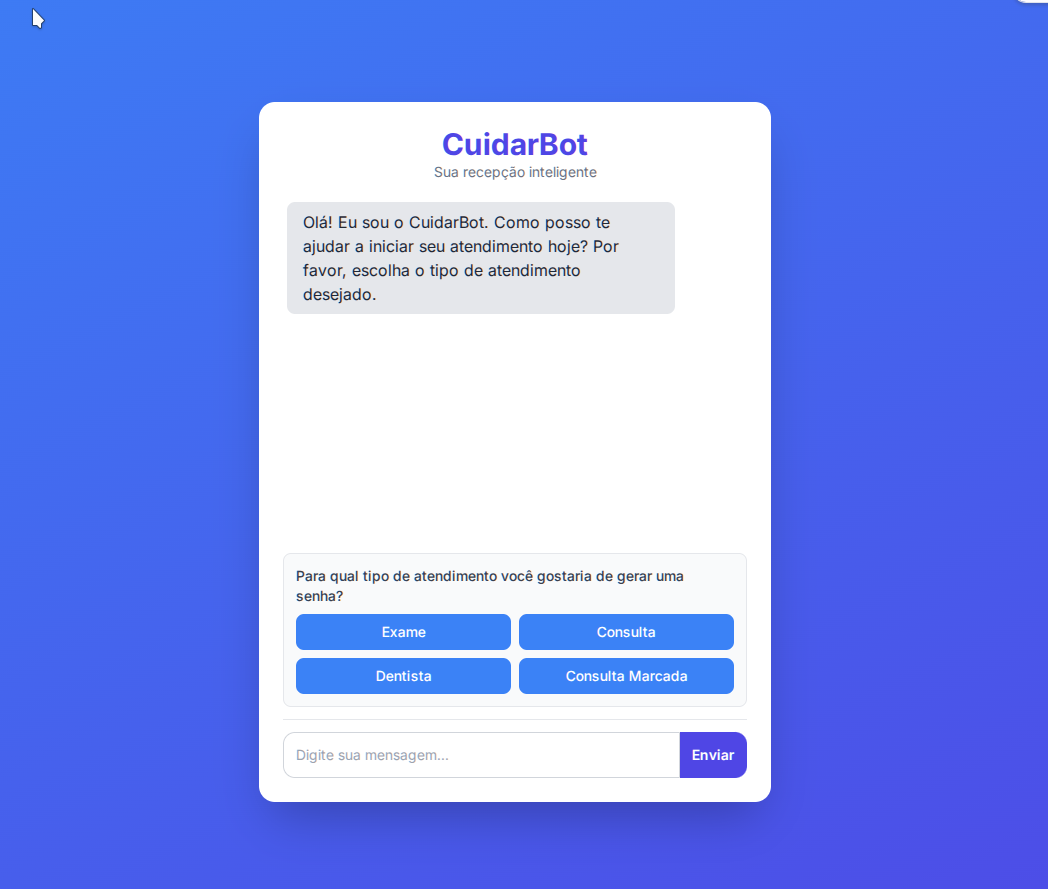 CuidarBot
Sua recepção inteligente
Olá! Eu sou o CuidarBot. Como posso te
ajudar a iniciar seu atendimento hoje? Por
favor, escolha o tipo de atendimento
desejado.
Para qual tipo de atendimento você gostaria de gerar uma
senha?
Exame
Consulta
Dentista
Consulta Marcada
Digite sua mensagem...
Enviar